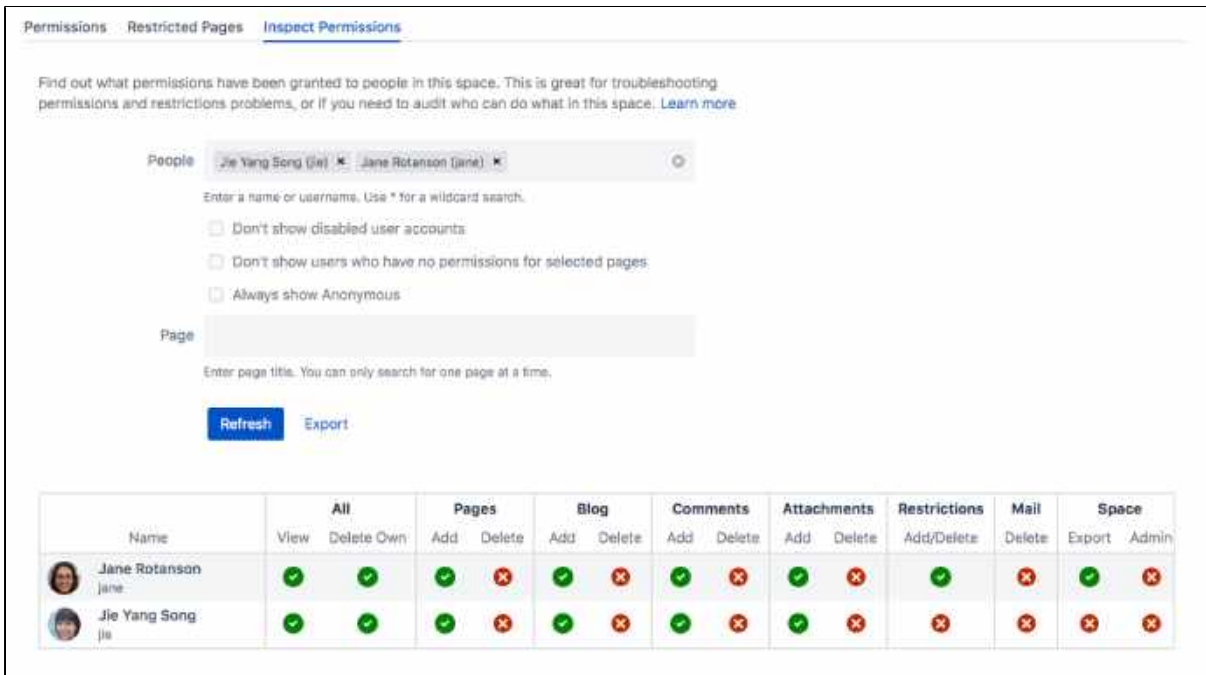 Permissions Restricted Pages Inspect Permissions
Find out what permissions have been granted to people in this space. This is great for troubleshooting
permissions and restrictions problems, or if you need to audit who can do what in this space. Learn more
People Jie Yang Song (jie) × Jane Rotanson (jane) ×
Enter a name or username. Use * for a wildcard search.
Don't show disabled user accounts
Don't show users who have no permissions for selected pages
Always show Anonymous
Page
Enter page title. You can only search for one page at a time.
Refresh Export
All Pages Blog Comments Attachments Restrictions Mail Space
Name View Delete Own Add Delete Add Delete Add Delete Add Delete Add/Delete Delete Export Admin
Jane Rotanson
jane
Jie Yang Song
jie